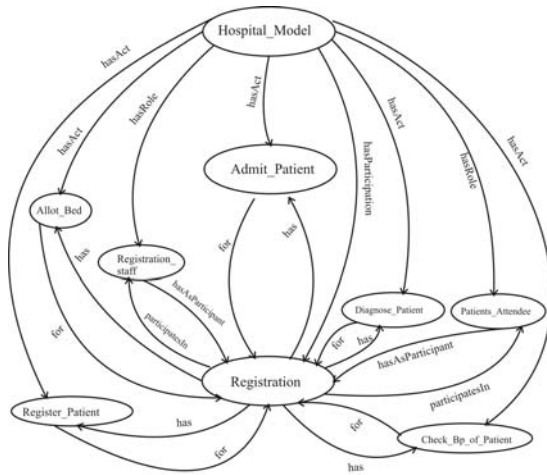 Hospital_Model
hasAct
hasAct
hasRole
hasAct
hasParticipation
hasAct
hasRole
hasAct
Admit_Patient
Allot_Bed
has
Registration_
staff
hasAsParticipant
participatesIn
for
has
for
Diagnose_Patient
Patients_Attendee
for
has
hasAsParticipant
Registration
participatesIn
Register_Patient
has
for
for
has
Check_Bp_of_Patient